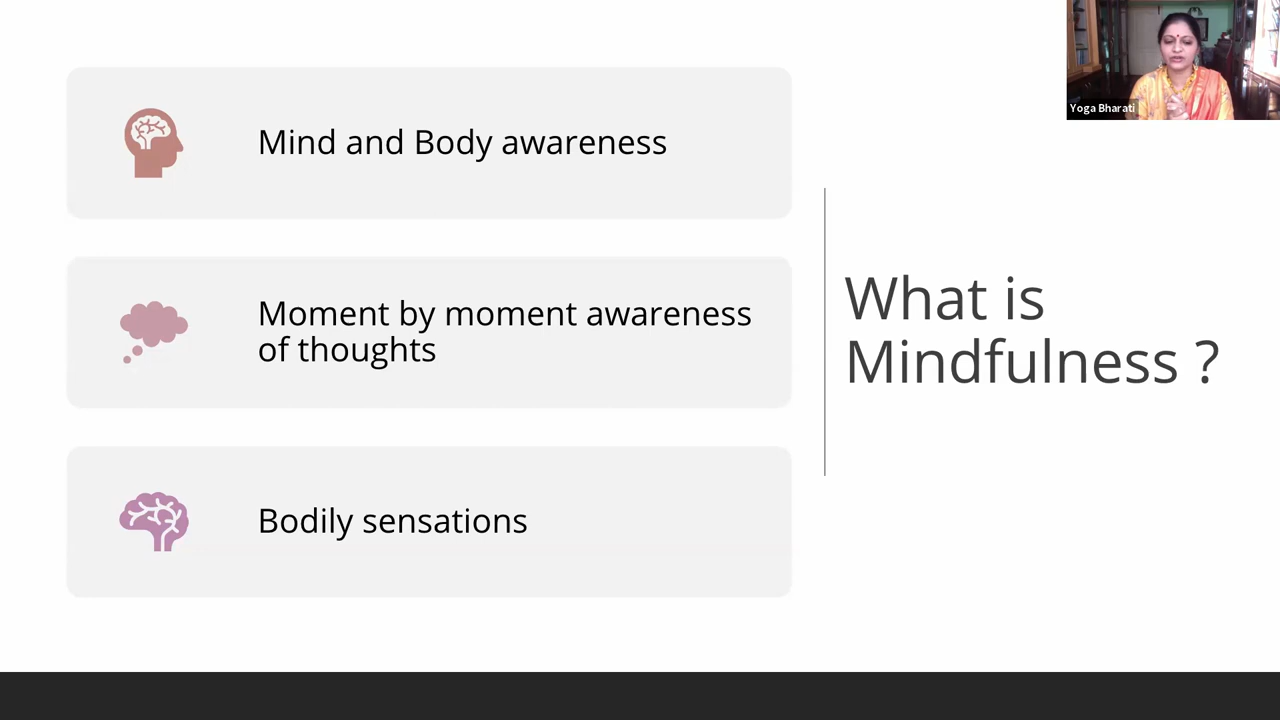 Mind and Body awareness
Moment by moment awareness
of thoughts
Bodily sensations
What is
Mindfulness ?
Yoga Bharati